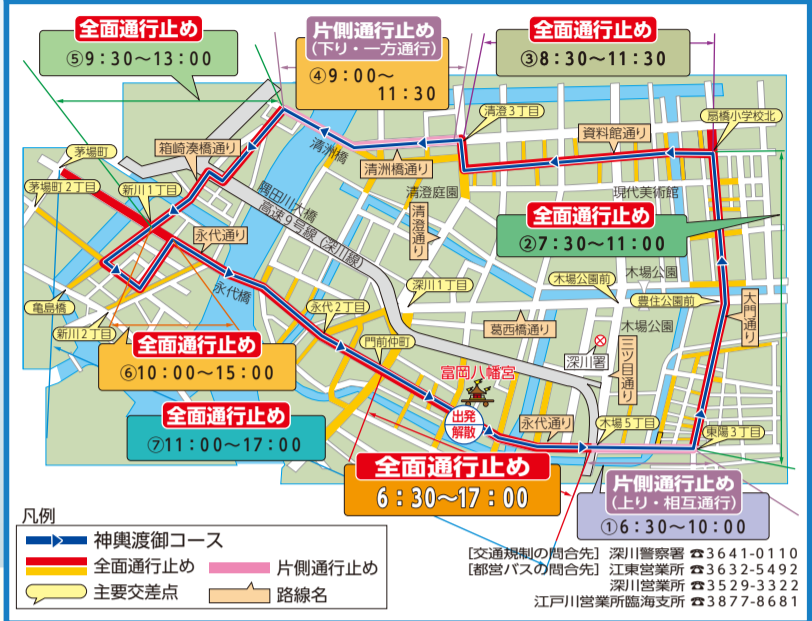 全面通行止め
⑤9：30～13：00
片側通行止め
(下り・一方通行)
④9：00～
11：30
全面通行止め
③8：30～11：30
清澄3丁目
扇橋小学校北
資料館通り
茅場町
箱崎湊橋通り
清洲橋
清洲橋通り
茅場町2丁目
新川1丁目
隅田川大橋
高速9号線(深川線)
清澄庭園
清澄通り
現代美術館
全面通行止め
②7：30～11：00
永代通り
永代橋
深川1丁目
木場公園前
木場公園
豊住公園前
大門通り
亀島橋
新川2丁目
永代2丁目
葛西橋通り
木場公園
三ツ目通り
深川署
全面通行止め
⑥10：00～15：00
門前仲町
富岡八幡宮
出発
解散
永代通り
木場5丁目
東陽3丁目
全面通行止め
⑦11：00～17：00
全面通行止め
6：30～17：00
片側通行止め
(上り・相互通行)
①6：30～10：00
凡例
神輿渡御コース
全面通行止め
片側通行止め
主要交差点
路線名
[交通規制の問合先] 深川警察署 ☎3641-0110
[都営バスの問合先] 江東営業所 ☎3632-5492
深川営業所 ☎3529-3322
江戸川営業所臨海支所 ☎3877-8681